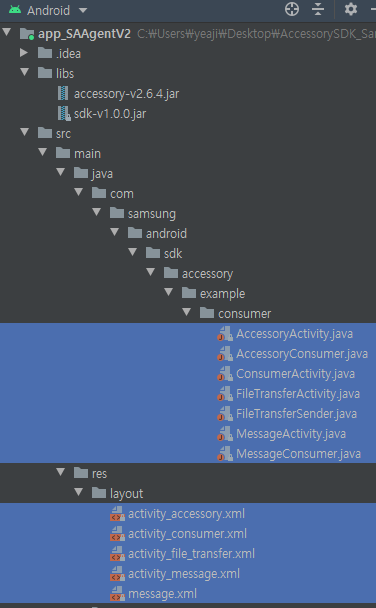 Android
app_SAAgentV2 C:₩Users₩yeaji₩Desktop₩AccessorySDK_Sa
.idea
libs
accessory-v2.6.4.jar
sdk-v1.0.0.jar
src
main
java
com
samsung
android
sdk
accessory
example
consumer
AccessoryActivity.java
AccessoryConsumer.java
ConsumerActivity.java
FileTransferActivity.java
FileTransferSender.java
MessageActivity.java
MessageConsumer.java
res
layout
activity_accessory.xml
activity_consumer.xml
activity_file_transfer.xml
activity_message.xml
message.xml